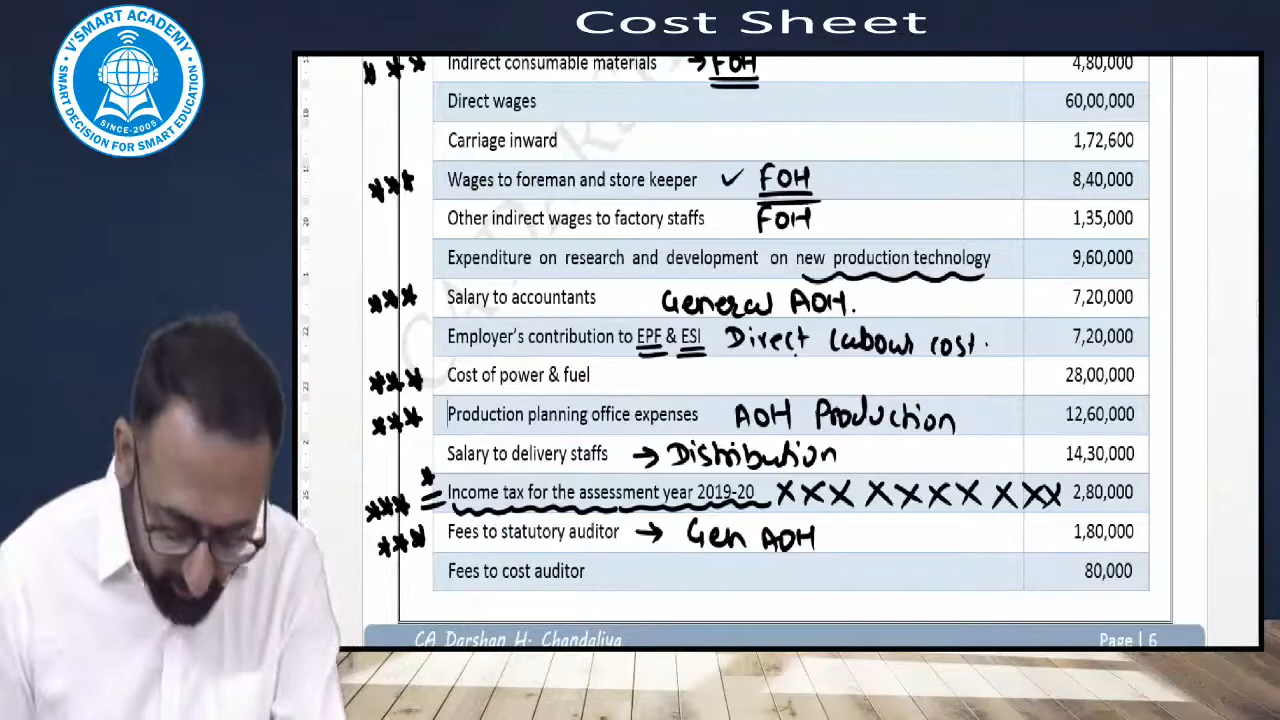 Cost Sheet
V'SMART ACADEMY
SINCE-2005
SMART DECISION FOR SMART EDUCATION
*** Indirect consumable materials → FOH 4,80,000
Direct wages 60,00,000
Carriage inward 1,72,600
*** Wages to foreman and store keeper ✓ FOH 8,40,000
Other indirect wages to factory staffs FOH 1,35,000
Expenditure on research and development on new production technology 9,60,000
*** Salary to accountants General AOH. 7,20,000
Employer's contribution to EPF & ESI Direct labour cost. 7,20,000
*** Cost of power & fuel 28,00,000
*** Production planning office expenses AOH Production 12,60,000
Salary to delivery staffs → Distribution 14,30,000
*** * Income tax for the assessment year 2019-20 XXX XXXX XXX 2,80,000
*** Fees to statutory auditor → Gen AOH 1,80,000
Fees to cost auditor 80,000
CA Darshan H. Chandaliya Page | 6